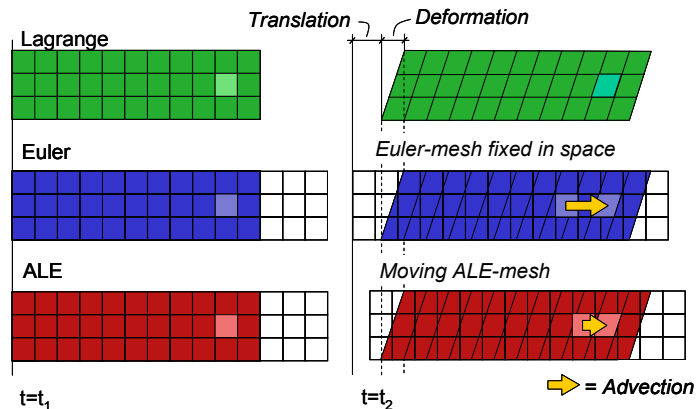 Translation
Deformation
Lagrange
Euler
Euler-mesh fixed in space
ALE
Moving ALE-mesh
t=t₁
t=t₂
= Advection